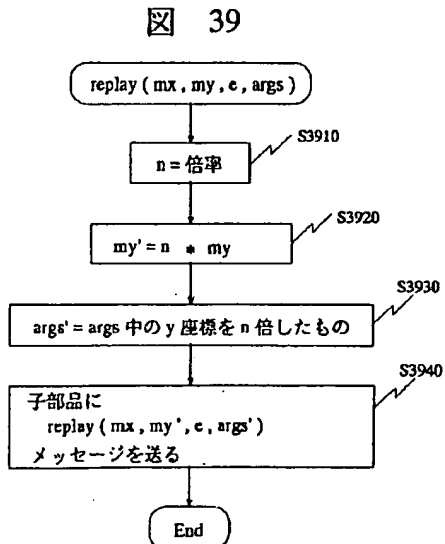 図 39
replay ( mx , my , e , args )
S3910
n = 倍率
S3920
my' = n * my
S3930
args' = args 中の y 座標を n 倍したもの
S3940
子部品に
replay ( mx , my' , e , args' )
メッセージを送る
End